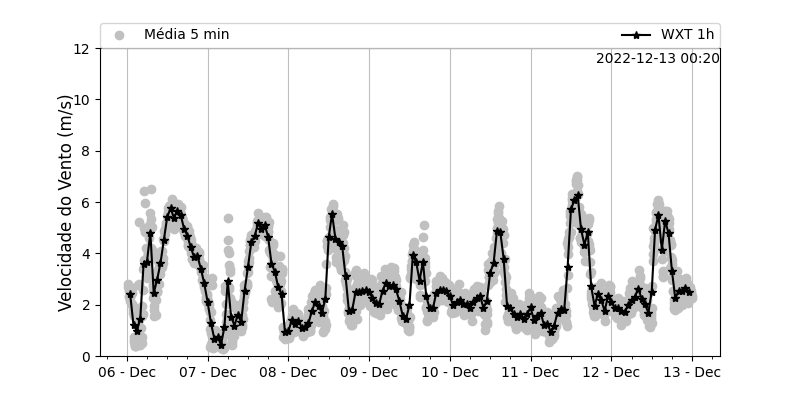 Média 5 min
WXT 1h
2022-12-13 00:20
Velocidade do Vento (m/s)
12
10
8
6
4
2
0
06 - Dec
07 - Dec
08 - Dec
09 - Dec
10 - Dec
11 - Dec
12 - Dec
13 - Dec